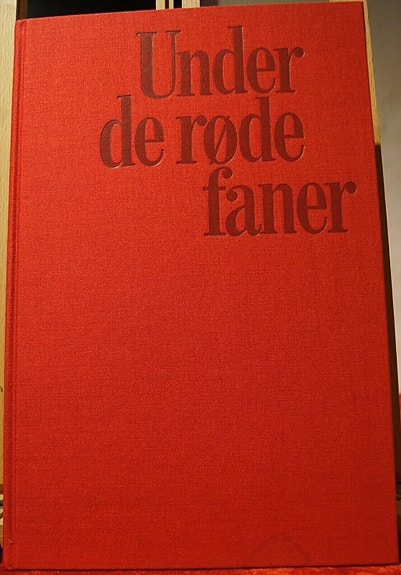 Under
de røde
faner